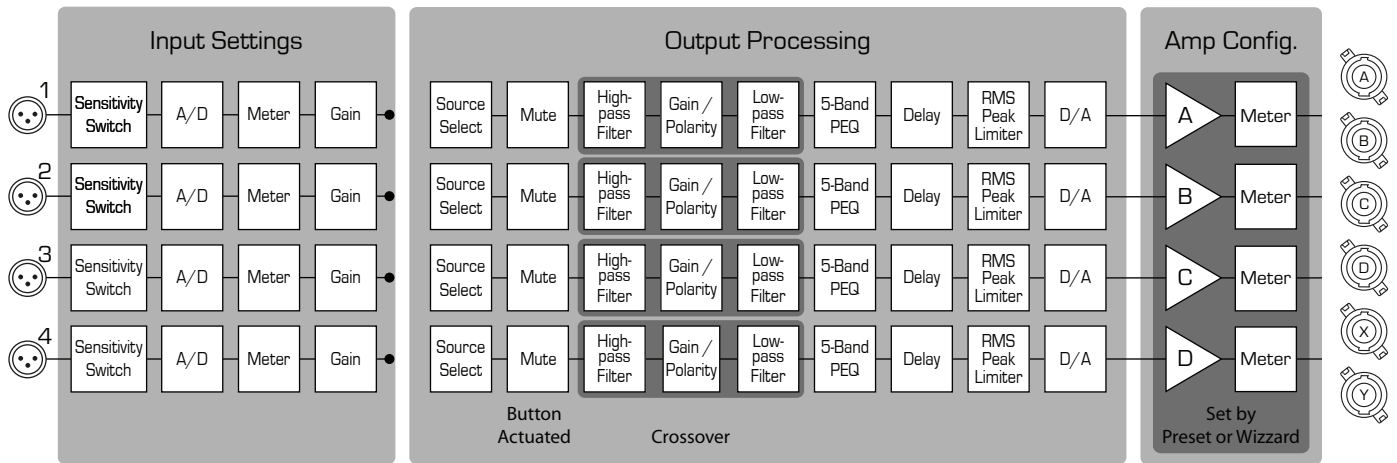 Input Settings
Output Processing
Amp Config.
1
Sensitivity
Switch
A/D
Meter
Gain
Source
Select
Mute
High-
pass
Filter
Gain /
Polarity
Low-
pass
Filter
5-Band
PEQ
Delay
RMS
Peak
Limiter
D/A
A
Meter
2
Sensitivity
Switch
A/D
Meter
Gain
Source
Select
Mute
High-
pass
Filter
Gain /
Polarity
Low-
pass
Filter
5-Band
PEQ
Delay
RMS
Peak
Limiter
D/A
B
Meter
3
Sensitivity
Switch
A/D
Meter
Gain
Source
Select
Mute
High-
pass
Filter
Gain /
Polarity
Low-
pass
Filter
5-Band
PEQ
Delay
RMS
Peak
Limiter
D/A
C
Meter
4
Sensitivity
Switch
A/D
Meter
Gain
Source
Select
Mute
High-
pass
Filter
Gain /
Polarity
Low-
pass
Filter
5-Band
PEQ
Delay
RMS
Peak
Limiter
D/A
D
Meter
Button
Actuated
Crossover
Set by
Preset or Wizzard
A
B
C
D
X
Y